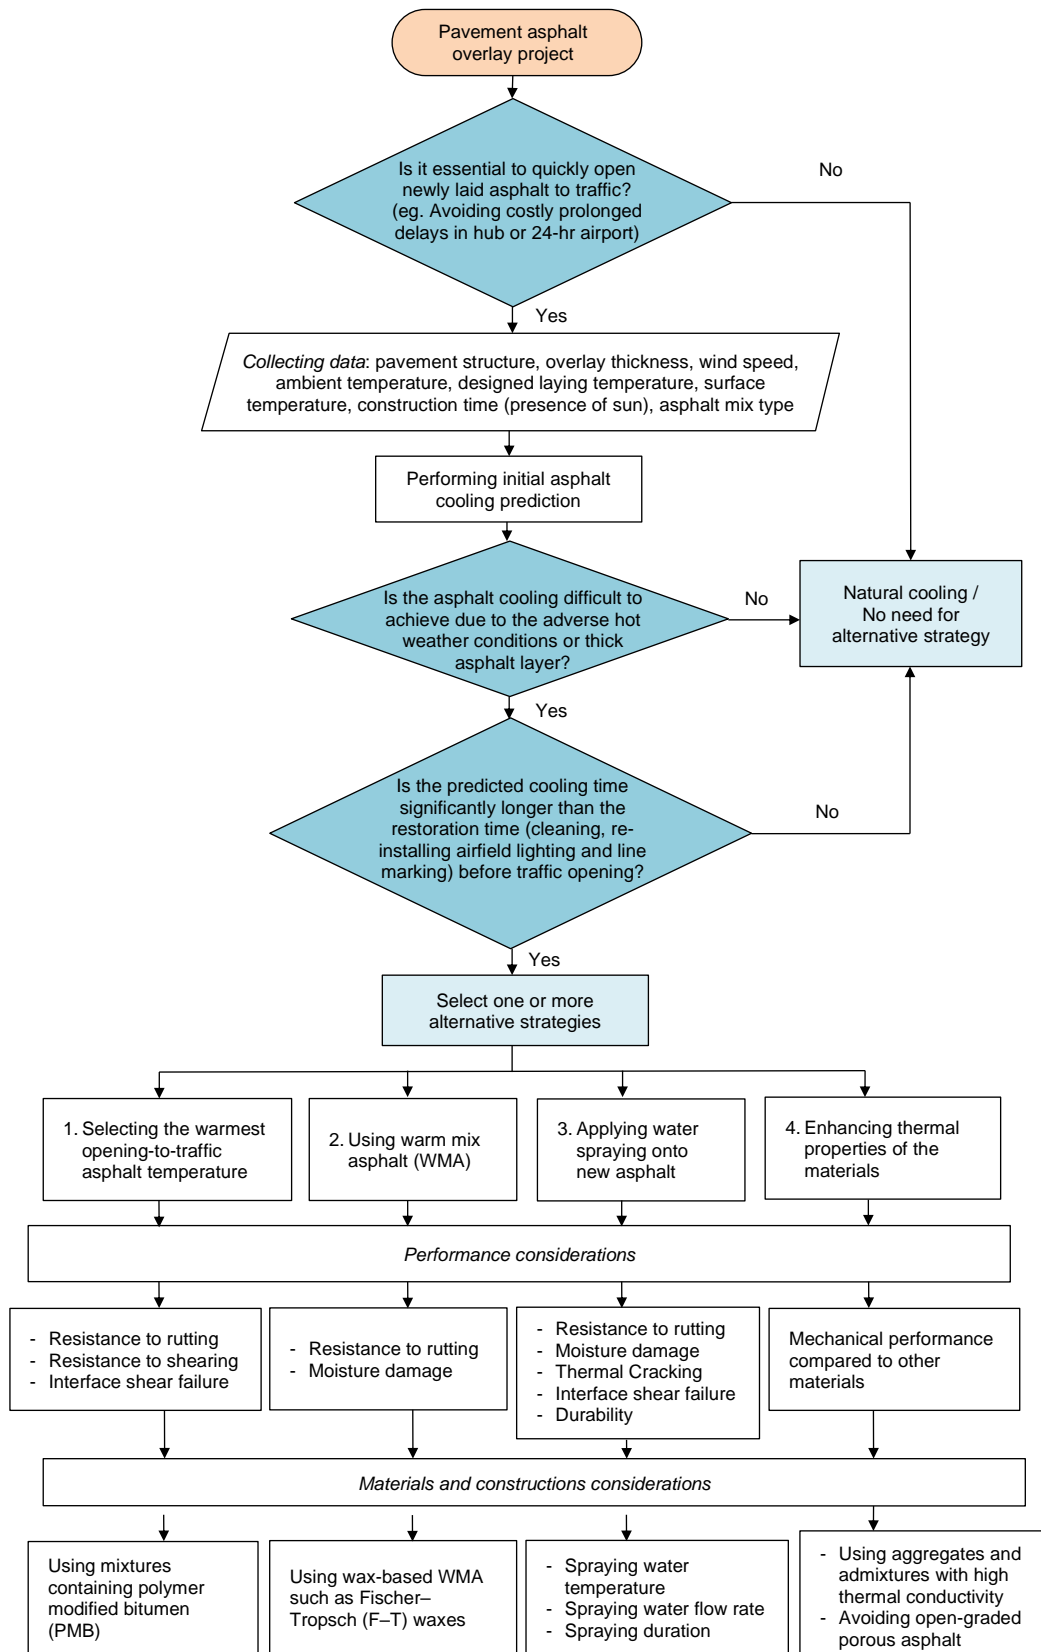 Pavement asphalt
overlay project
Is it essential to quickly open
newly laid asphalt to traffic?
(eg. Avoiding costly prolonged
delays in hub or 24-hr airport)
No
Yes
Collecting data: pavement structure, overlay thickness, wind speed,
ambient temperature, designed laying temperature, surface
temperature, construction time (presence of sun), asphalt mix type
Performing initial asphalt
cooling prediction
Is the asphalt cooling difficult to
achieve due to the adverse hot
weather conditions or thick
asphalt layer?
No
Natural cooling /
No need for
alternative strategy
Yes
Is the predicted cooling time
significantly longer than the
restoration time (cleaning, re-
installing airfield lighting and line
marking) before traffic opening?
No
Yes
Select one or more
alternative strategies
1. Selecting the warmest
opening-to-traffic
asphalt temperature
2. Using warm mix
asphalt (WMA)
3. Applying water
spraying onto
new asphalt
4. Enhancing thermal
properties of the
materials
Performance considerations
- Resistance to rutting
- Resistance to shearing
- Interface shear failure
- Resistance to rutting
- Moisture damage
- Resistance to rutting
- Moisture damage
- Thermal Cracking
- Interface shear failure
- Durability
Mechanical performance
compared to other
materials
Materials and constructions considerations
Using mixtures
containing polymer
modified bitumen
(PMB)
Using wax-based WMA
such as Fischer–
Tropsch (F–T) waxes
- Spraying water
temperature
- Spraying water flow rate
- Spraying duration
- Using aggregates and
admixtures with high
thermal conductivity
- Avoiding open-graded
porous asphalt